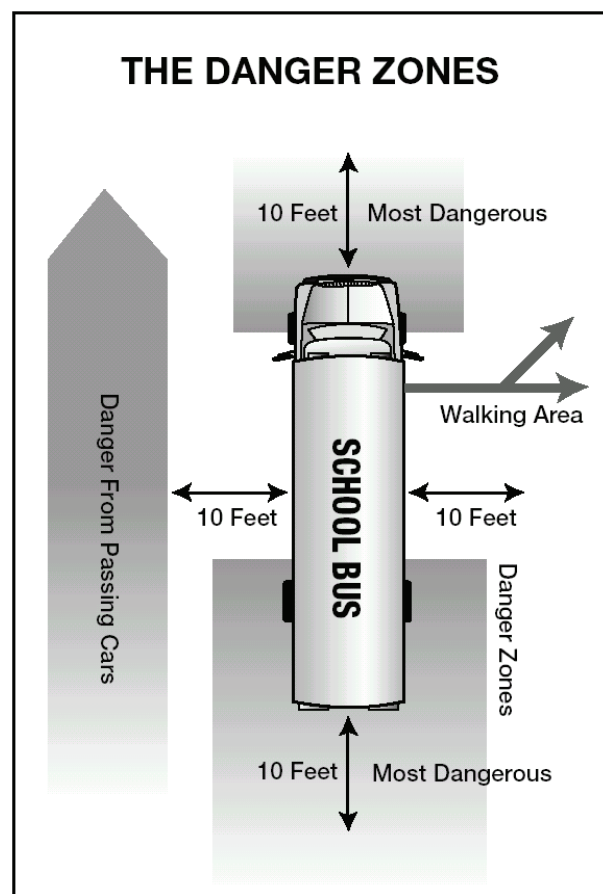 THE DANGER ZONES
10 Feet
Most Dangerous
Walking Area
Danger From Passing Cars
SCHOOL BUS
10 Feet
10 Feet
Danger Zones
10 Feet
Most Dangerous